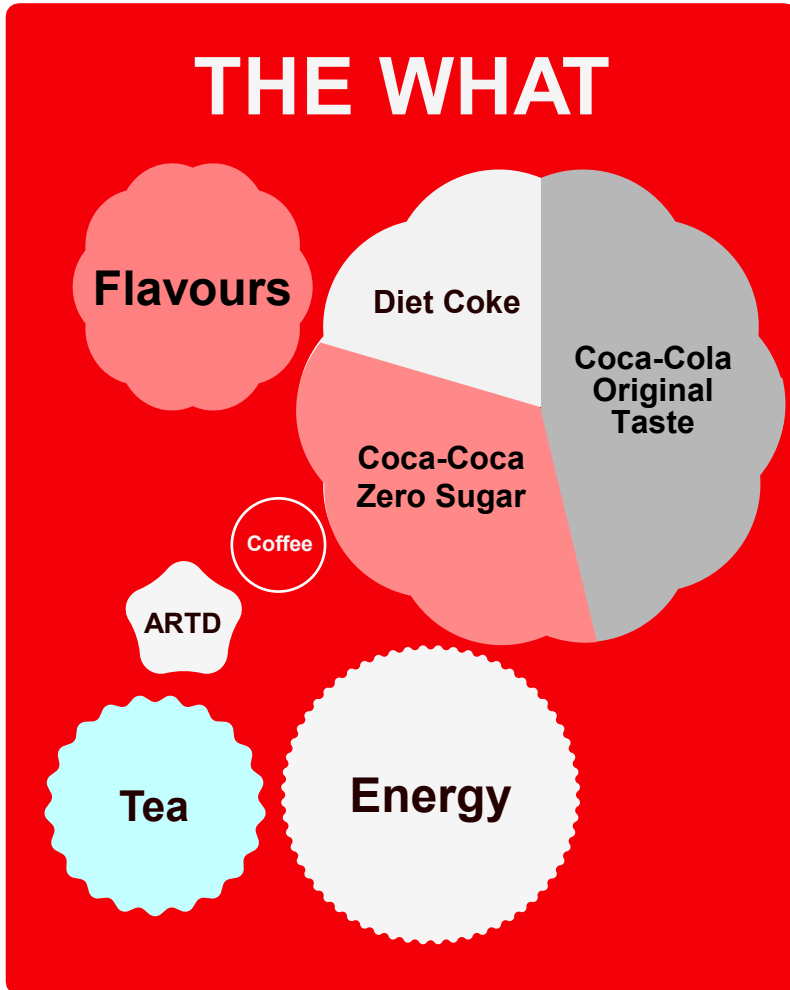 THE WHAT
Flavours
Diet Coke
Coca-Cola
Original
Taste
Coca-Coca
Zero Sugar
Coffee
ARTD
Tea
Energy